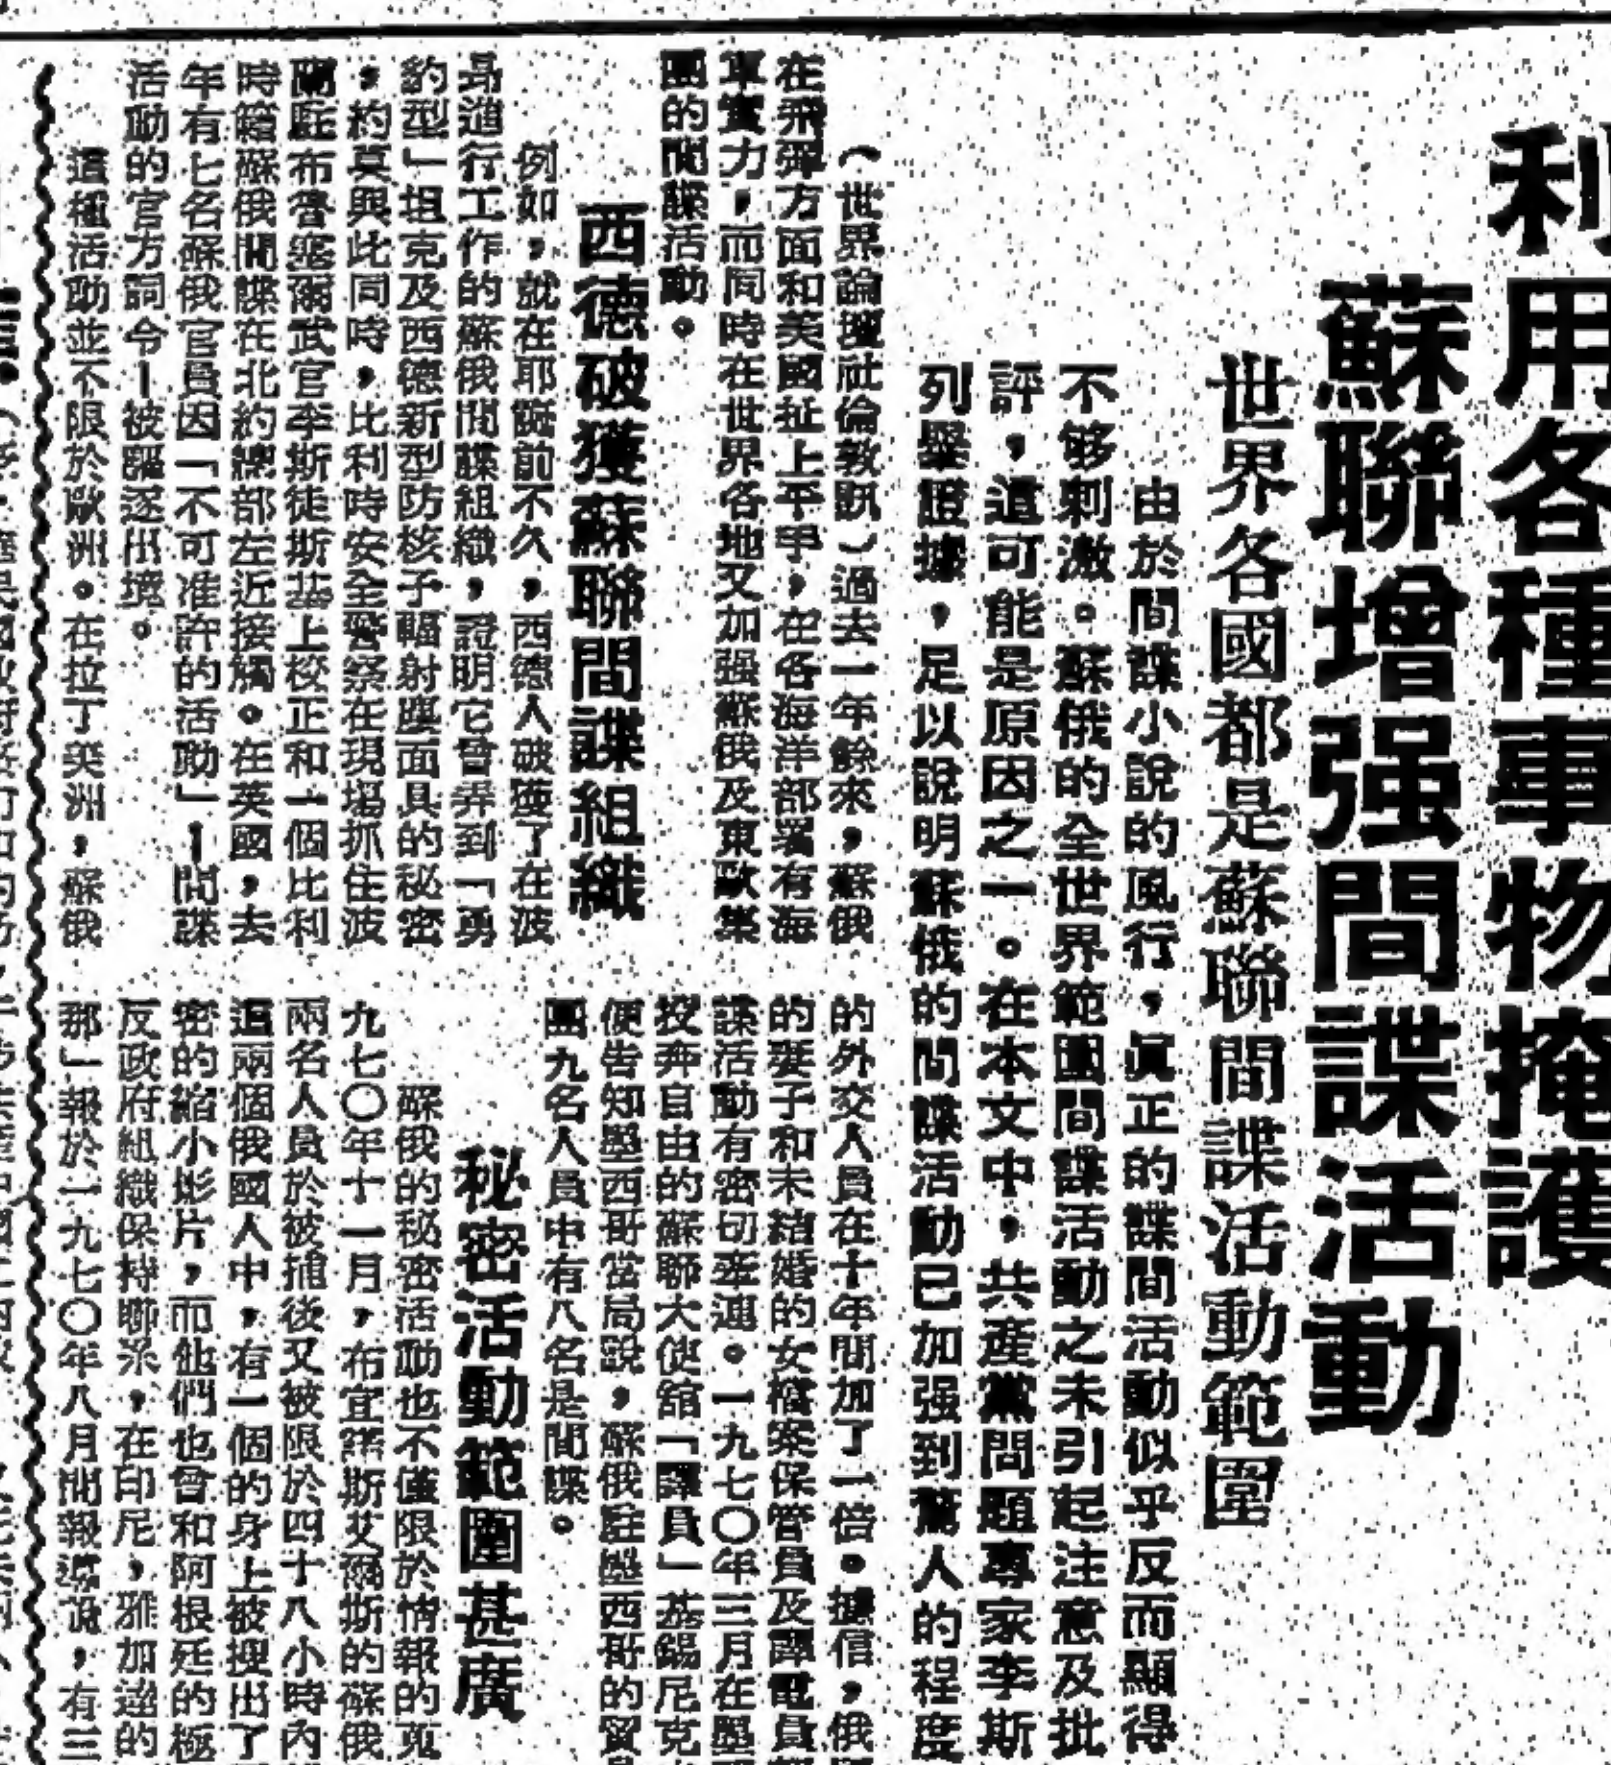 利用各種事物掩護
蘇聯增强間諜活動
世界各國都是蘇聯間諜活動範圍
由於間諜小說的風行，眞正的諜間活動似乎反而顯得
不够刺激。蘇俄的全世界範圍間諜活動之未引起注意及批
評，這可能是原因之一。在本文中，共產黨問題專家李斯
列舉證據，足以說明蘇俄的間諜活動已加强到驚人的程度
（世界論壇社倫敦訊）過去一年餘來，蘇俄
在飛彈方面和美國扯上平手，在各海洋部署有海
軍實力，而同時在世界各地又加强蘇俄及東歐集
團的間諜活動。
西德破獲蘇聯間諜組織
例如，就在耶誕前不久，西德人破獲了在波
昻進行工作的蘇俄間諜組織，證明它曾弄到「勇
豹型」坦克及西德新型防核子輻射塵面具的秘密
，約莫與此同時，比利時安全警察在現場抓住波
蘭駐布魯塞爾武官李斯徒斯基上校正和一個比利
時籍蘇俄間諜在北約總部左近接觸。在英國，去
年有七名蘇俄官員因「不可准許的活動」—間諜
活動的官方詞令—被驅逐出境。
這種活動並不限於歐洲。在拉丁美洲，蘇俄
的外交人員在十年間加了一倍。據信，俄
的妻子和未結婚的女檔案保管員及譯電員
諜活動有密切牽連。一九七〇年三月在墨
投奔自由的蘇聯大使舘「譯員」基錫尼克
便告知墨西哥當局說，蘇俄駐墨西哥的貿
團九名人員中有八名是間諜。
秘密活動範圍甚廣
蘇俄的秘密活動也不僅限於情報的蒐
九七〇年十一月，布宜諾斯艾爾斯的蘇俄
兩名人員於被捕後又被限於四十八小時內
這兩個俄國人中，有一個的身上被搜出了
密的縮小影片，而他們也曾和阿根廷的極
反政府組織保持聯系，在印尼，雅加達的
那」報於一九七〇年八月間報導說，有三